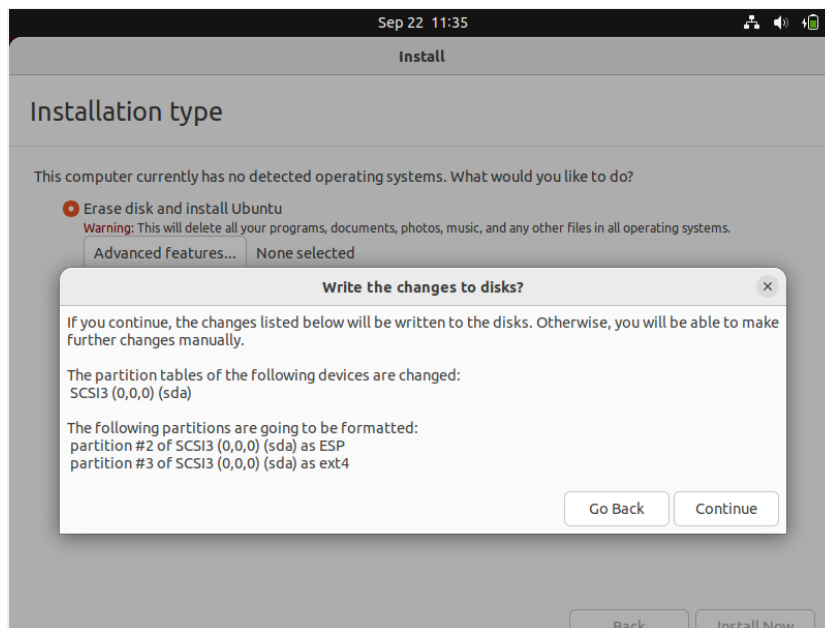 Sep 22 11:35
Install
Installation type
This computer currently has no detected operating systems. What would you like to do?
Erase disk and install Ubuntu
Warning: This will delete all your programs, documents, photos, music, and any other files in all operating systems.
Advanced features... None selected
Write the changes to disks?
If you continue, the changes listed below will be written to the disks. Otherwise, you will be able to make
further changes manually.
The partition tables of the following devices are changed:
SCSI3 (0,0,0) (sda)
The following partitions are going to be formatted:
partition #2 of SCSI3 (0,0,0) (sda) as ESP
partition #3 of SCSI3 (0,0,0) (sda) as ext4
Go Back Continue
Back Install Now